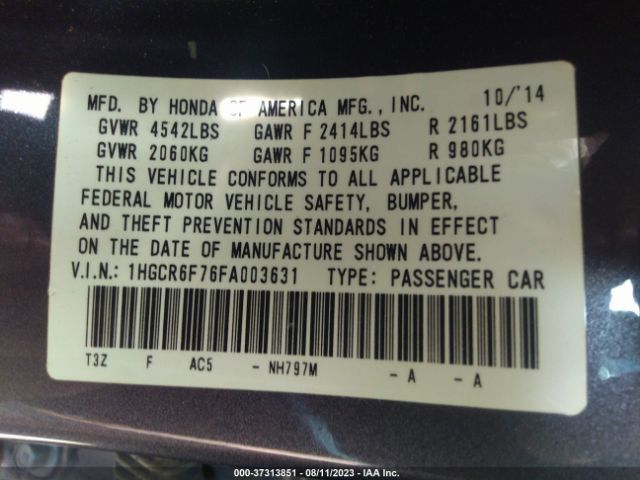 MFD. BY HONDA OF AMERICA MFG., INC. 10/'14
GVWR 4542LBS GAWR F 2414LBS R 2161LBS
GVWR 2060KG GAWR F 1095KG R 980KG
THIS VEHICLE CONFORMS TO ALL APPLICABLE
FEDERAL MOTOR VEHICLE SAFETY, BUMPER,
AND THEFT PREVENTION STANDARDS IN EFFECT
ON THE DATE OF MANUFACTURE SHOWN ABOVE.
V.I.N.: 1HGCR6F76FA003631 TYPE: PASSENGER CAR
T3Z F AC5 - NH797M - A - A
000-37313851 - 08/11/2023 - IAA Inc.